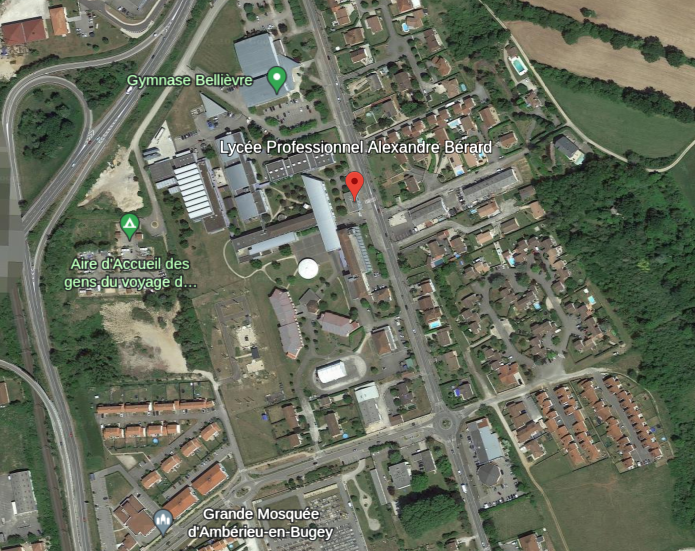 Gymnase Bellièvre
Lycée Professionnel Alexandre Bérard
Aire d'Accueil des
gens du voyage d...
Grande Mosquée
d'Ambérieu-en-Bugey